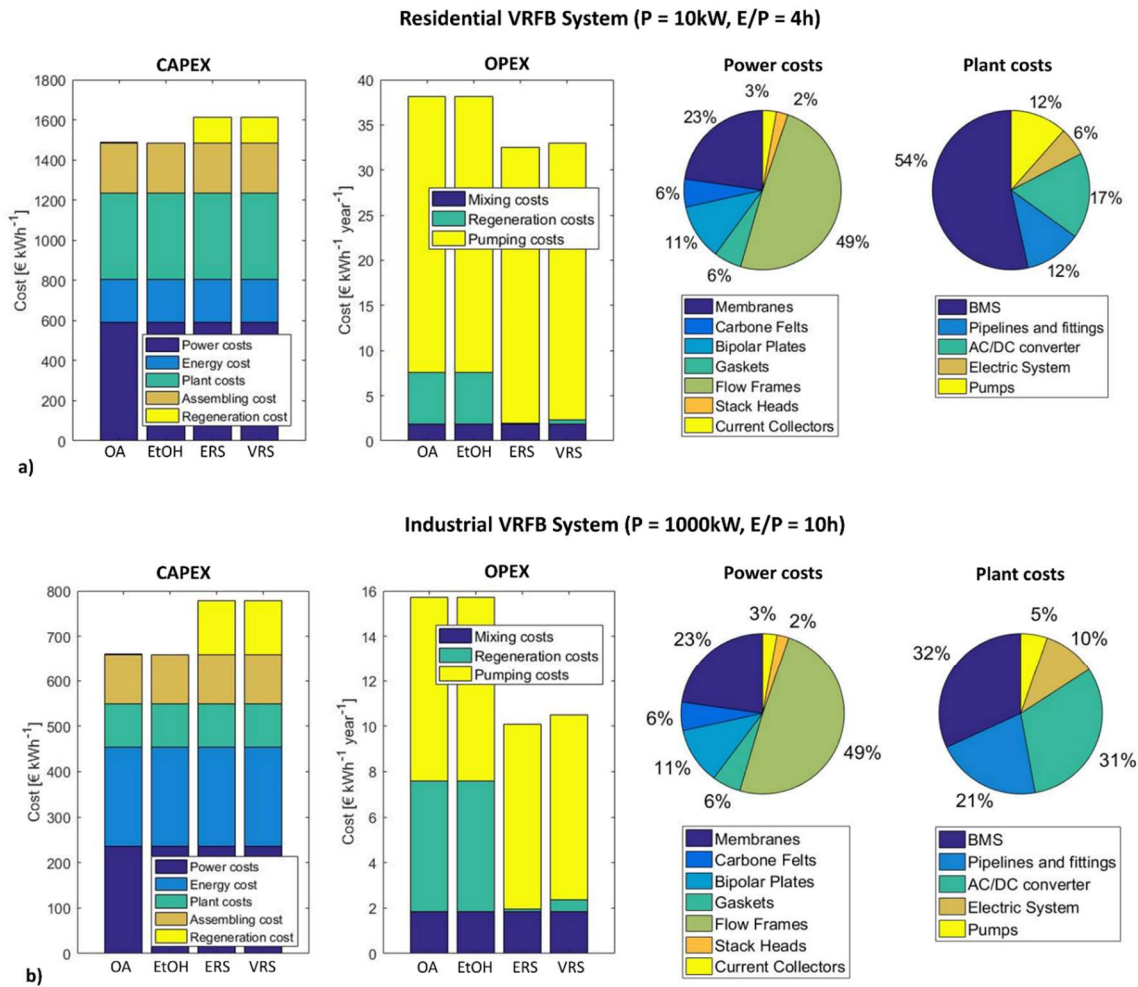 Residential VRFB System (P = 10kW, E/P = 4h)
CAPEX
1800
1600
1400
1200
1000
800
600
400
200
0
Cost [€ kWh⁻¹]
Power costs
Energy cost
Plant costs
Assembling cost
Regeneration cost
OA EtOH ERS VRS
OPEX
40
35
30
25
20
15
10
5
0
Cost [€ kWh⁻¹ year⁻¹]
Mixing costs
Regeneration costs
Pumping costs
OA EtOH ERS VRS
Power costs
3%
2%
23%
6%
11%
6%
49%
Membranes
Carbone Felts
Bipolar Plates
Gaskets
Flow Frames
Stack Heads
Current Collectors
Plant costs
12%
6%
54%
17%
12%
BMS
Pipelines and fittings
AC/DC converter
Electric System
Pumps
a)
Industrial VRFB System (P = 1000kW, E/P = 10h)
CAPEX
800
700
600
500
400
300
200
100
0
Cost [€ kWh⁻¹]
Power costs
Energy cost
Plant costs
Assembling cost
Regeneration cost
OA EtOH ERS VRS
OPEX
16
14
12
10
8
6
4
2
0
Cost [€ kWh⁻¹ year⁻¹]
Mixing costs
Regeneration costs
Pumping costs
OA EtOH ERS VRS
Power costs
3%
2%
23%
6%
11%
6%
49%
Membranes
Carbone Felts
Bipolar Plates
Gaskets
Flow Frames
Stack Heads
Current Collectors
Plant costs
5%
10%
32%
31%
21%
BMS
Pipelines and fittings
AC/DC converter
Electric System
Pumps
b)